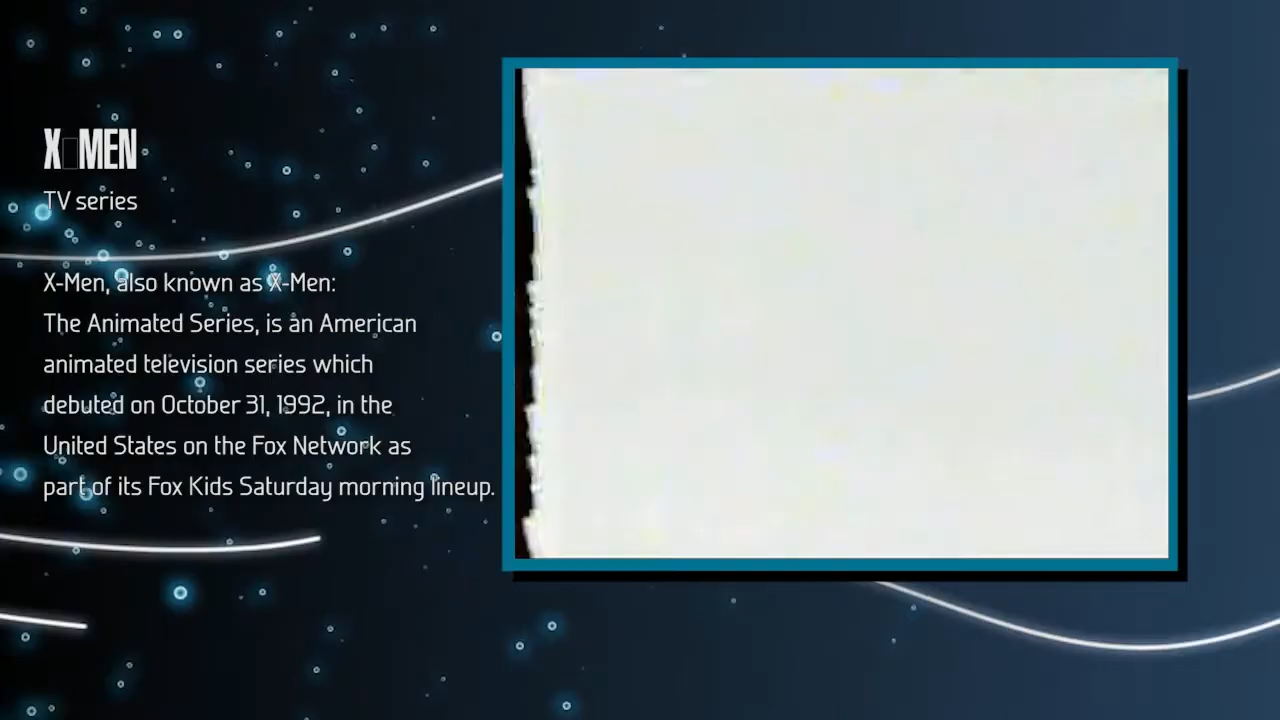 X□MEN
TV series
X-Men, also known as X-Men:
The Animated Series, is an American
animated television series which
debuted on October 31, 1992, in the
United States on the Fox Network as
part of its Fox Kids Saturday morning lineup.